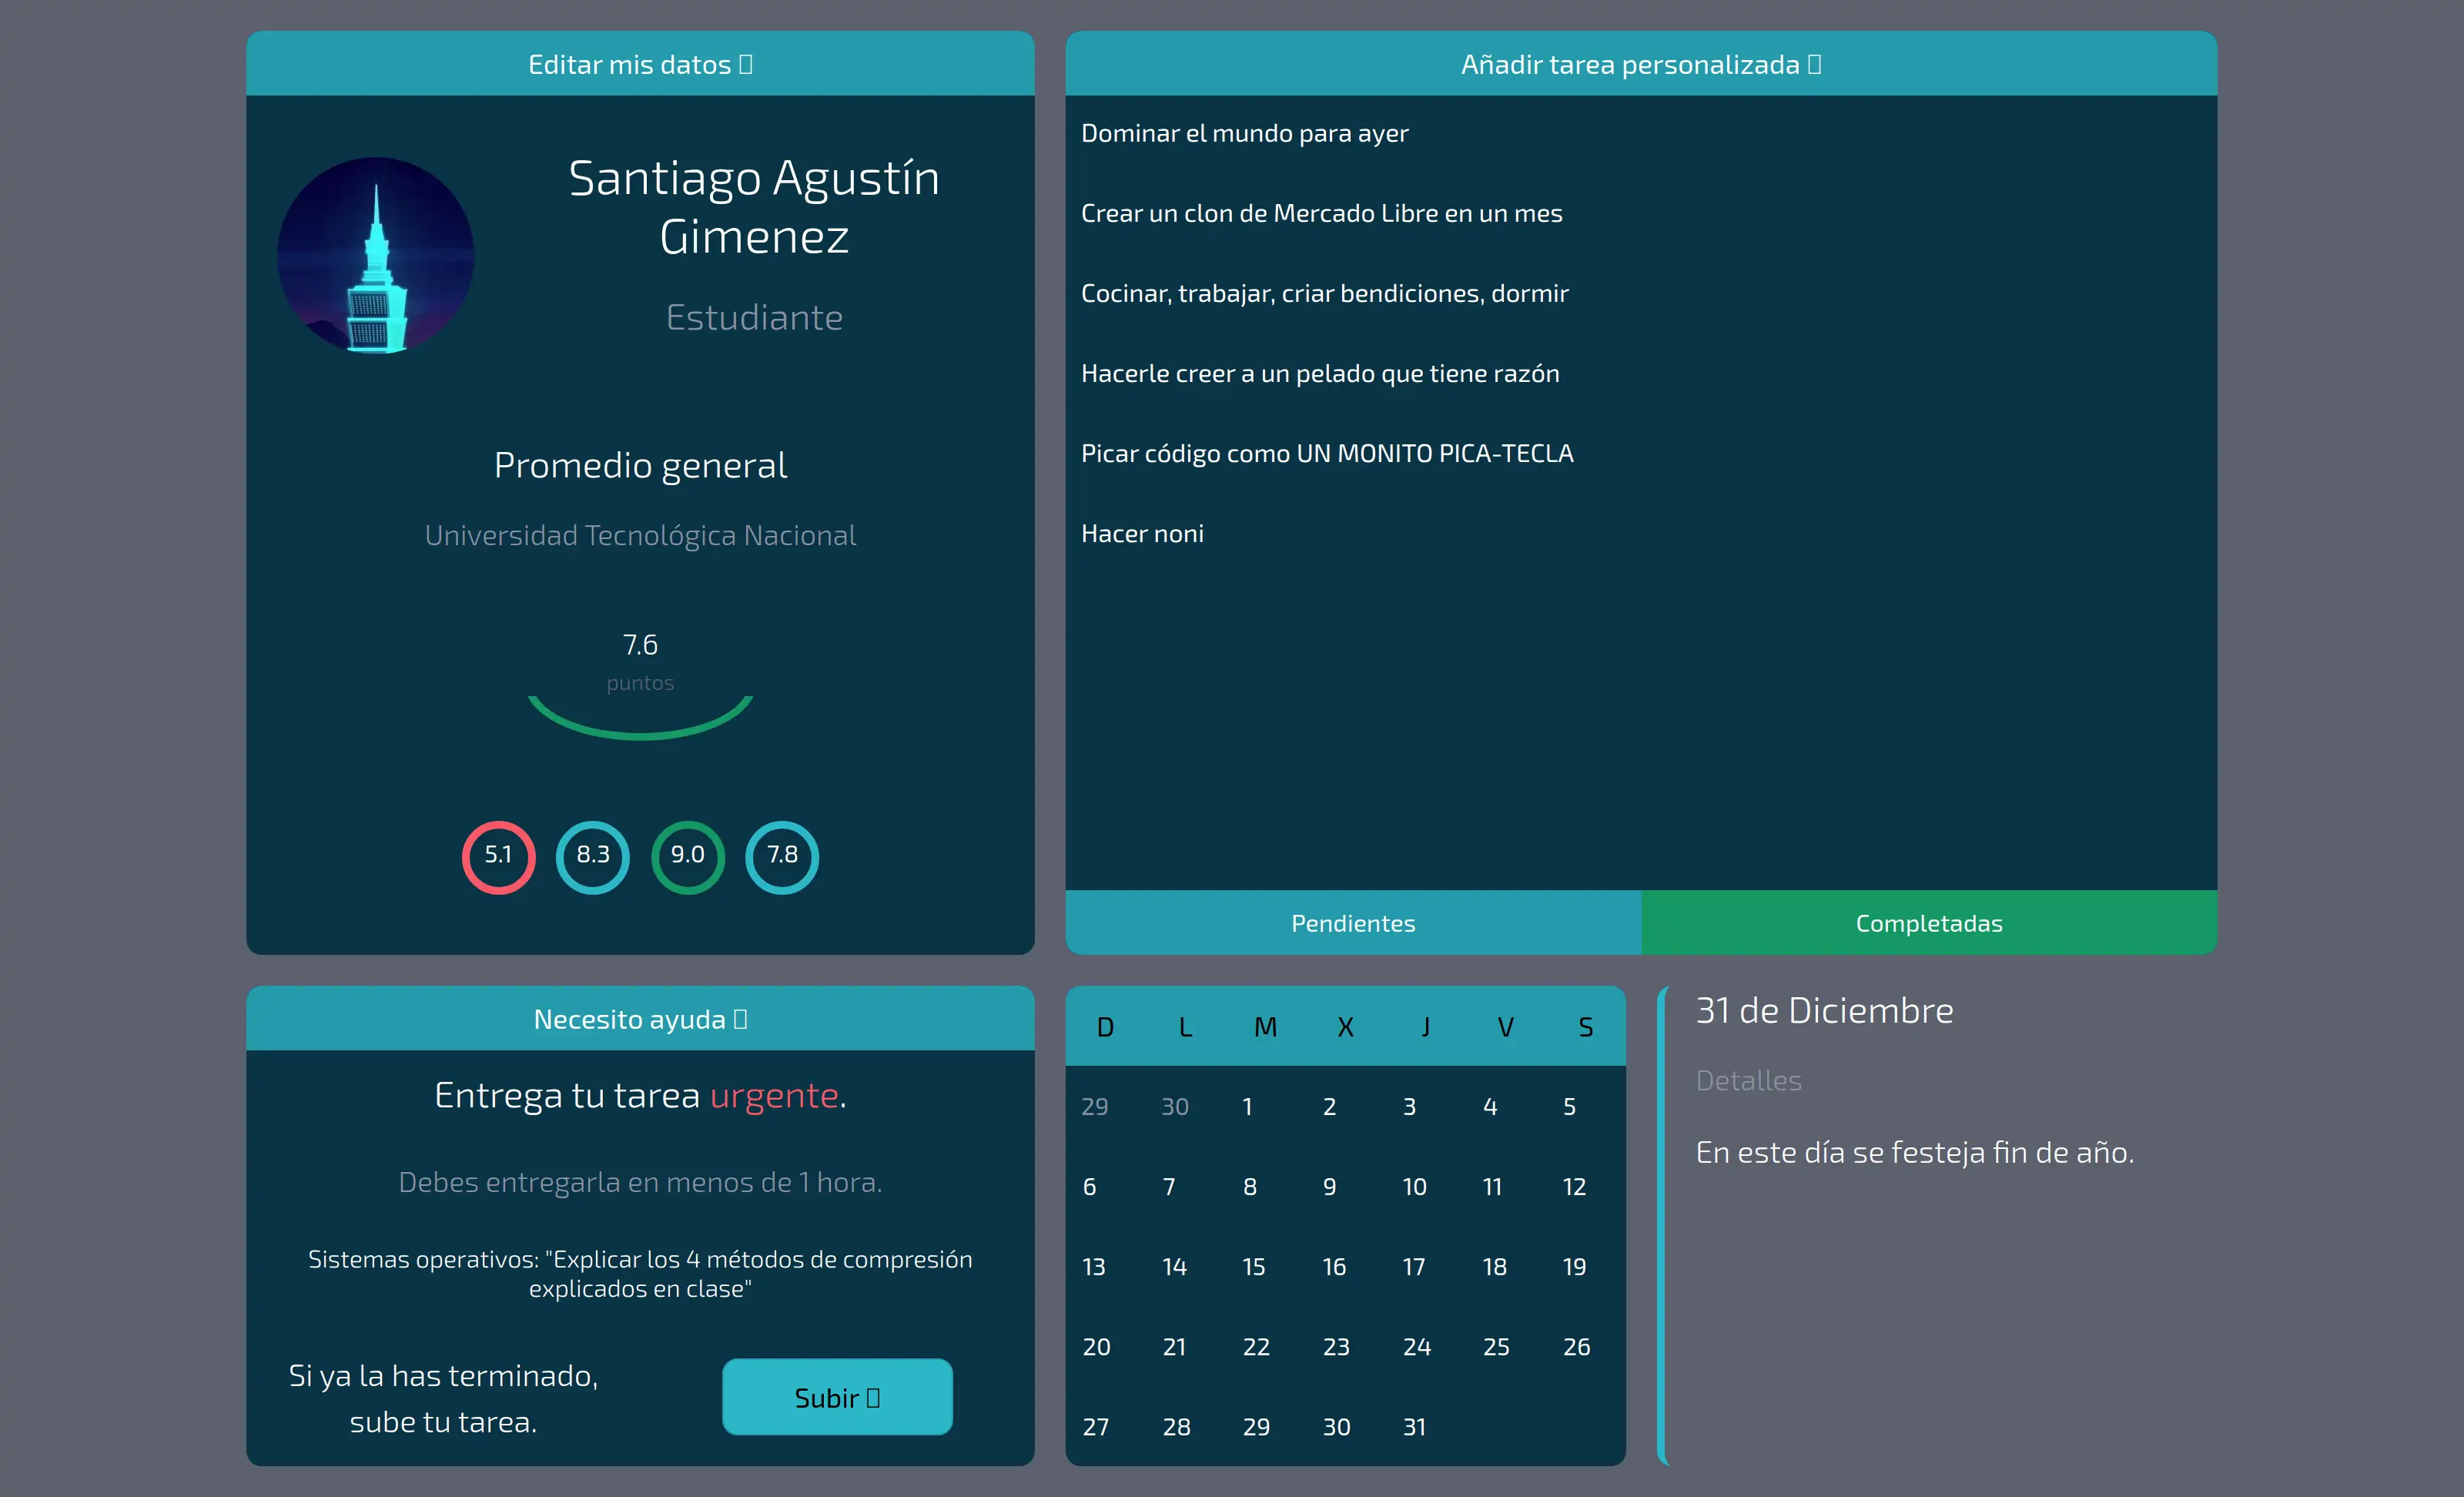 Editar mis datos
Santiago Agustín
Gimenez
Estudiante
Promedio general
Universidad Tecnológica Nacional
7.6
puntos
5.1 8.3 9.0 7.8
Añadir tarea personalizada
Dominar el mundo para ayer
Crear un clon de Mercado Libre en un mes
Cocinar, trabajar, criar bendiciones, dormir
Hacerle creer a un pelado que tiene razón
Picar código como UN MONITO PICA-TECLA
Hacer noni
Pendientes
Completadas
Necesito ayuda
Entrega tu tarea urgente.
Debes entregarla en menos de 1 hora.
Sistemas operativos: "Explicar los 4 métodos de compresión
explicados en clase"
Si ya la has terminado,
sube tu tarea.
Subir
D L M X J V S
29 30 1 2 3 4 5
6 7 8 9 10 11 12
13 14 15 16 17 18 19
20 21 22 23 24 25 26
27 28 29 30 31
31 de Diciembre
Detalles
En este día se festeja fin de año.